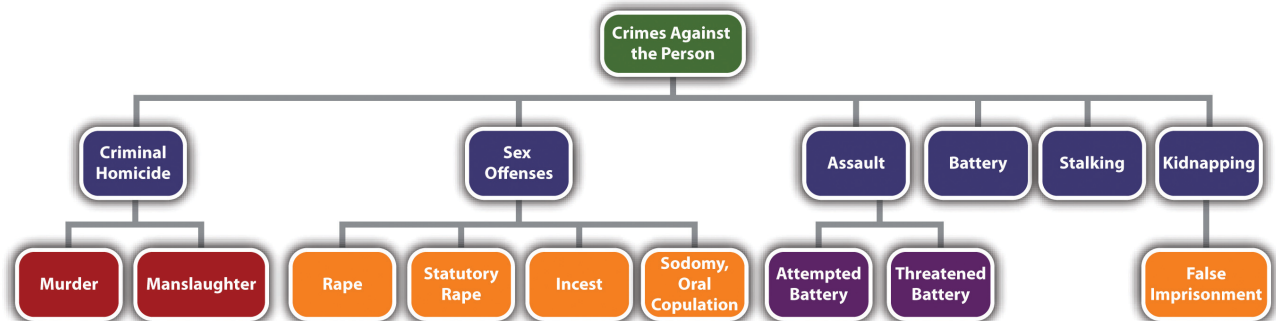 Crimes Against
the Person
Criminal
Homicide
Sex
Offenses
Assault
Battery
Stalking
Kidnapping
Murder
Manslaughter
Rape
Statutory
Rape
Incest
Sodomy,
Oral
Copulation
Attempted
Battery
Threatened
Battery
False
Imprisonment